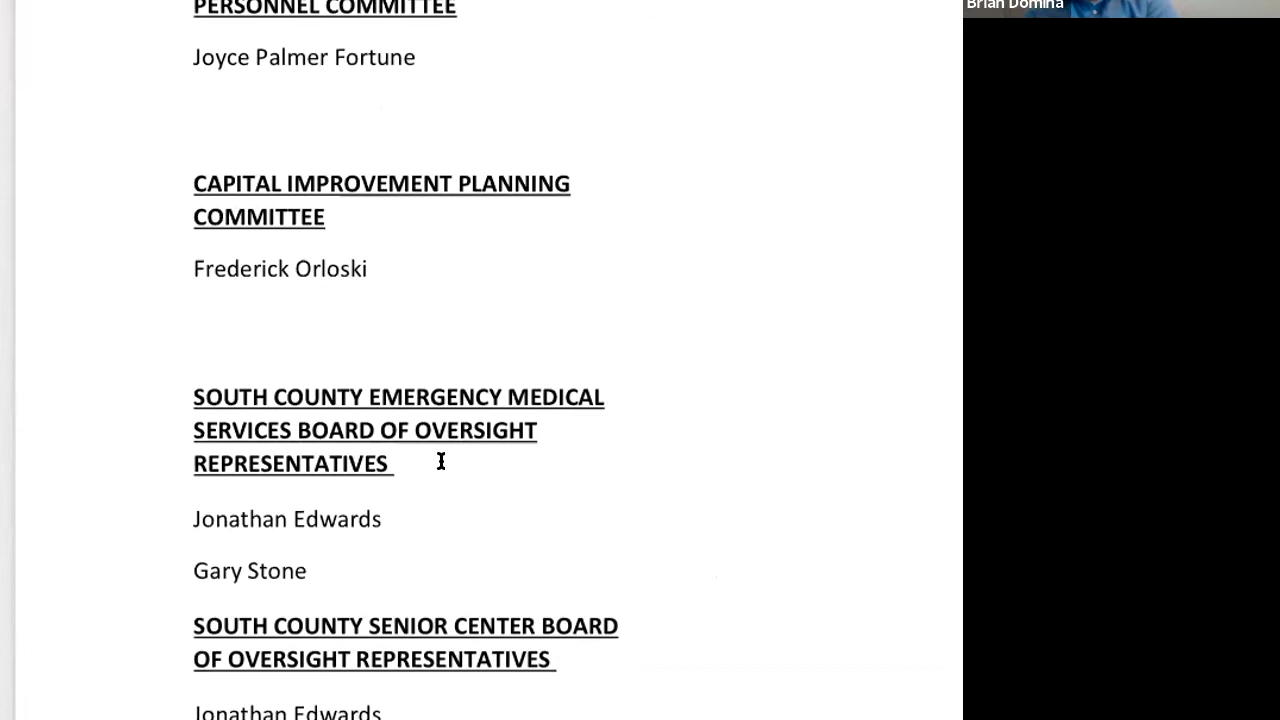 PERSONNEL COMMITTEE
Brian Domina
Joyce Palmer Fortune
CAPITAL IMPROVEMENT PLANNING
COMMITTEE
Frederick Orloski
SOUTH COUNTY EMERGENCY MEDICAL
SERVICES BOARD OF OVERSIGHT
REPRESENTATIVES
Jonathan Edwards
Gary Stone
SOUTH COUNTY SENIOR CENTER BOARD
OF OVERSIGHT REPRESENTATIVES
Jonathan Edwards